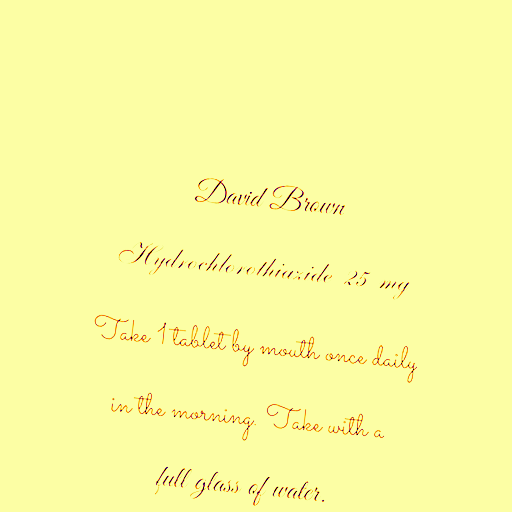 David Brown
Hydrochlorothiazide 25 mg
Take 1 tablet by mouth once daily
in the morning. Take with a
full glass of water.